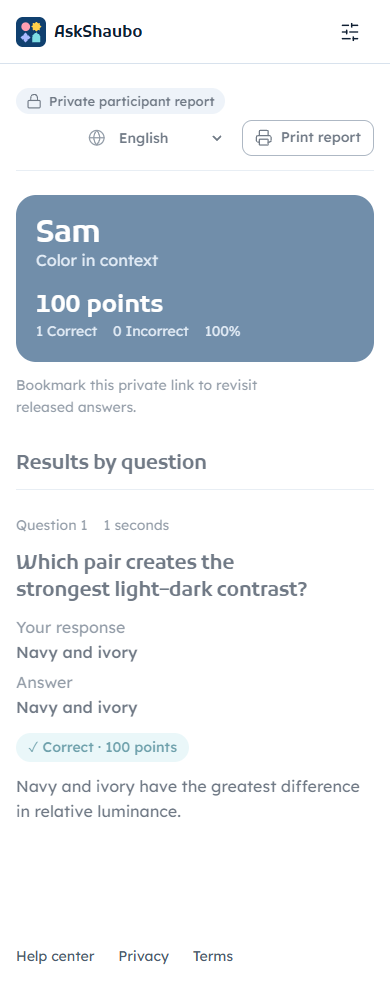 AskShaubo
Private participant report
English
Print report
Sam
Color in context
100 points
1 Correct 0 Incorrect 100%
Bookmark this private link to revisit
released answers.
Results by question
Question 1 1 seconds
Which pair creates the
strongest light–dark contrast?
Your response
Navy and ivory
Answer
Navy and ivory
✓ Correct · 100 points
Navy and ivory have the greatest difference
in relative luminance.
Help center Privacy Terms